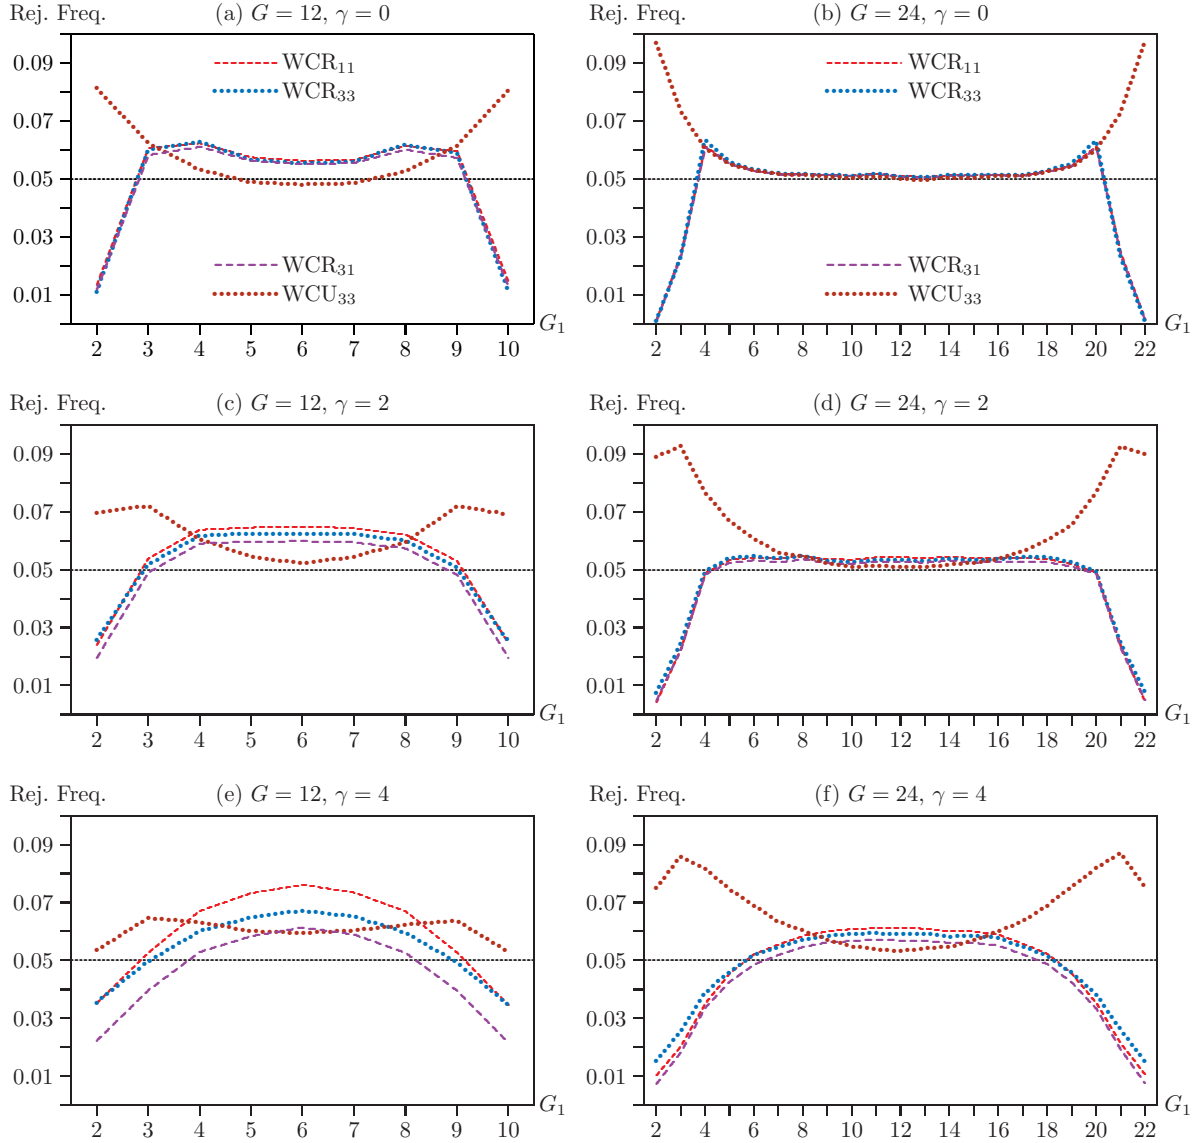 Rej. Freq. (a) G = 12, γ = 0
0.09
0.07
0.05
0.03
0.01
WCR11
WCR33
WCR31
WCU33
2 3 4 5 6 7 8 9 10
G1
Rej. Freq. (b) G = 24, γ = 0
0.09
0.07
0.05
0.03
0.01
WCR11
WCR33
WCR31
WCU33
2 4 6 8 10 12 14 16 18 20 22
G1
Rej. Freq. (c) G = 12, γ = 2
0.09
0.07
0.05
0.03
0.01
2 3 4 5 6 7 8 9 10
G1
Rej. Freq. (d) G = 24, γ = 2
0.09
0.07
0.05
0.03
0.01
2 4 6 8 10 12 14 16 18 20 22
G1
Rej. Freq. (e) G = 12, γ = 4
0.09
0.07
0.05
0.03
0.01
2 3 4 5 6 7 8 9 10
G1
Rej. Freq. (f) G = 24, γ = 4
0.09
0.07
0.05
0.03
0.01
2 4 6 8 10 12 14 16 18 20 22
G1